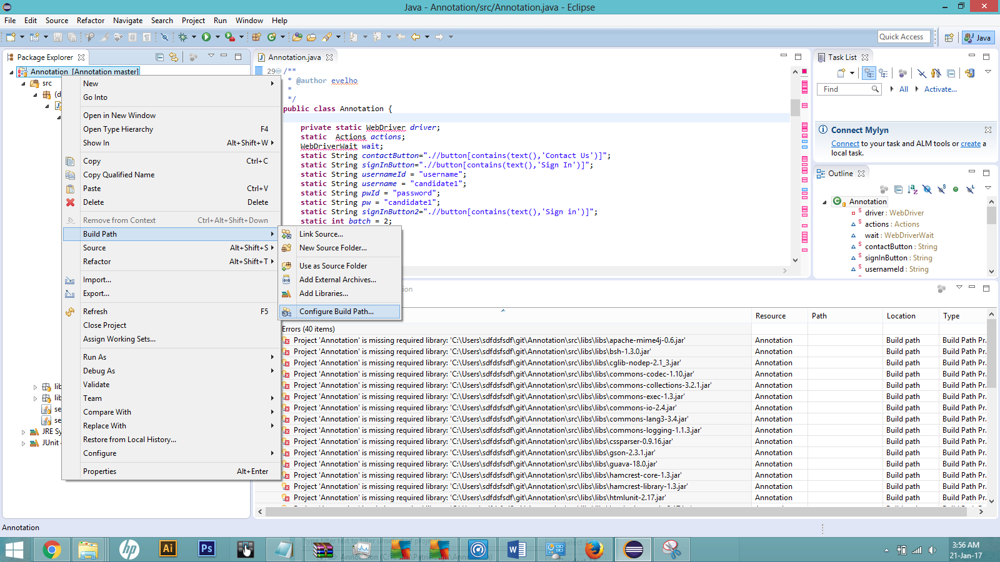 Java - Annotation/src/Annotation.java - Eclipse
File Edit Source Refactor Navigate Search Project Run Window Help
Quick Access
Java
Package Explorer
Annotation [Annotation master]
src
(d
lib
lib
se
se
JRE Sy
JUnit
New
Go Into
Open in New Window
Open Type Hierarchy F4
Show In Alt+Shift+W
Copy Ctrl+C
Copy Qualified Name
Paste Ctrl+V
Delete Delete
Remove from Context Ctrl+Alt+Shift+Down
Build Path
Source Alt+Shift+S
Refactor Alt+Shift+T
Import...
Export...
Refresh F5
Close Project
Assign Working Sets...
Run As
Debug As
Validate
Team
Compare With
Replace With
Restore from Local History...
Configure
Properties Alt+Enter
Link Source...
New Source Folder...
Use as Source Folder
Add External Archives...
Add Libraries...
Configure Build Path...
Annotation.java
29 /**
* @author evelho
*
*/
public class Annotation {
private static WebDriver driver;
static Actions actions;
WebDriverWait wait;
static String contactButton=".//button[contains(text(),'Contact Us')]";
static String signInButton=".//button[contains(text(),'Sign In')]";
static String usernameId = "username";
static String username = "candidate1";
static String pwId = "password";
static String pw = "candidate1";
static String signInButton2=".//button[contains(text(),'Sign in')]";
static int batch = 2;
Task List
Find
All
Activate...
Connect Mylyn
Connect to your task and ALM tools or create a
local task.
Outline
Annotation
driver : WebDriver
actions : Actions
wait : WebDriverWait
contactButton : String
signInButton : String
usernameId : String
ion
Resource Path Location Type
Errors (40 items)
Project 'Annotation' is missing required library: 'C:\Users\sdfdsfsdf\git\Annotation\src\libs\libs\apache-mime4j-0.6.jar' Annotation Build path Build Path Pr.
Project 'Annotation' is missing required library: 'C:\Users\sdfdsfsdf\git\Annotation\src\libs\libs\bsh-1.3.0.jar' Annotation Build path Build Path Pr.
Project 'Annotation' is missing required library: 'C:\Users\sdfdsfsdf\git\Annotation\src\libs\libs\cglib-nodep-2.1_3.jar' Annotation Build path Build Path Pr.
Project 'Annotation' is missing required library: 'C:\Users\sdfdsfsdf\git\Annotation\src\libs\libs\commons-codec-1.10.jar' Annotation Build path Build Path Pr.
Project 'Annotation' is missing required library: 'C:\Users\sdfdsfsdf\git\Annotation\src\libs\libs\commons-collections-3.2.1.jar' Annotation Build path Build Path Pr.
Project 'Annotation' is missing required library: 'C:\Users\sdfdsfsdf\git\Annotation\src\libs\libs\commons-exec-1.3.jar' Annotation Build path Build Path Pr.
Project 'Annotation' is missing required library: 'C:\Users\sdfdsfsdf\git\Annotation\src\libs\libs\commons-io-2.4.jar' Annotation Build path Build Path Pr.
Project 'Annotation' is missing required library: 'C:\Users\sdfdsfsdf\git\Annotation\src\libs\libs\commons-lang3-3.4.jar' Annotation Build path Build Path Pr.
Project 'Annotation' is missing required library: 'C:\Users\sdfdsfsdf\git\Annotation\src\libs\libs\commons-logging-1.1.3.jar' Annotation Build path Build Path Pr.
Project 'Annotation' is missing required library: 'C:\Users\sdfdsfsdf\git\Annotation\src\libs\libs\cssparser-0.9.16.jar' Annotation Build path Build Path Pr.
Project 'Annotation' is missing required library: 'C:\Users\sdfdsfsdf\git\Annotation\src\libs\libs\gson-2.3.1.jar' Annotation Build path Build Path Pr.
Project 'Annotation' is missing required library: 'C:\Users\sdfdsfsdf\git\Annotation\src\libs\libs\guava-18.0.jar' Annotation Build path Build Path Pr.
Project 'Annotation' is missing required library: 'C:\Users\sdfdsfsdf\git\Annotation\src\libs\libs\hamcrest-core-1.3.jar' Annotation Build path Build Path Pr.
Project 'Annotation' is missing required library: 'C:\Users\sdfdsfsdf\git\Annotation\src\libs\libs\hamcrest-library-1.3.jar' Annotation Build path Build Path Pr.
Project 'Annotation' is missing required library: 'C:\Users\sdfdsfsdf\git\Annotation\src\libs\libs\htmlunit-2.17.jar' Annotation Build path Build Path Pr.
Annotation
hp
Ai
Ps
3:56 AM
21-Jan-17